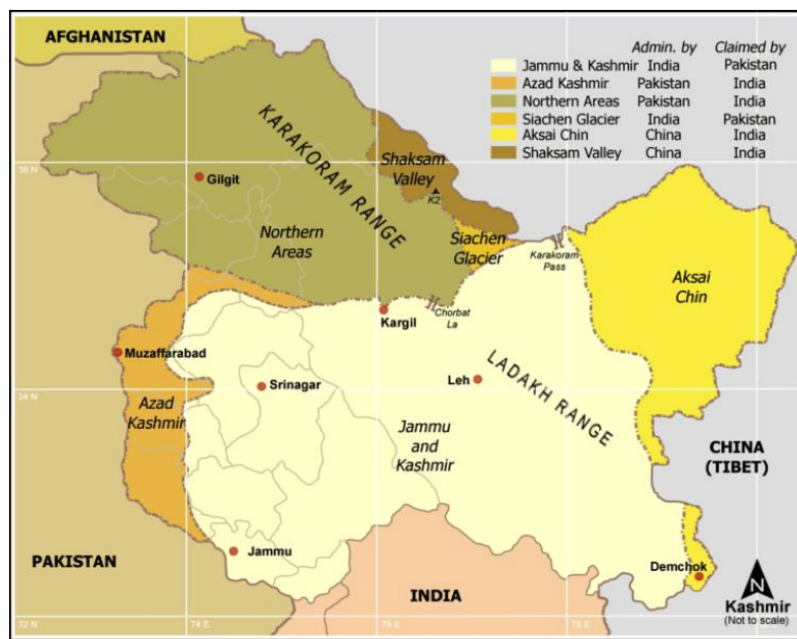 AFGHANISTAN
Admin. by Claimed by
Jammu & Kashmir India Pakistan
Azad Kashmir Pakistan India
Northern Areas Pakistan India
Siachen Glacier India Pakistan
Aksai Chin China India
Shaksam Valley China India
KARAKORAM RANGE
Shaksam
Valley
36 N
Gilgit
K2
Northern
Areas
Siachen
Glacier
Karakoram
Pass
Aksai
Chin
Chorbat
La
Kargil
Muzaffarabad
Srinagar
Leh
LADAKH RANGE
34 N
Azad
Kashmir
Jammu
and
Kashmir
CHINA
(TIBET)
Jammu
PAKISTAN
Demchok
INDIA
N
Kashmir
(Not to scale)
32 N
74 E
76 E
78 E